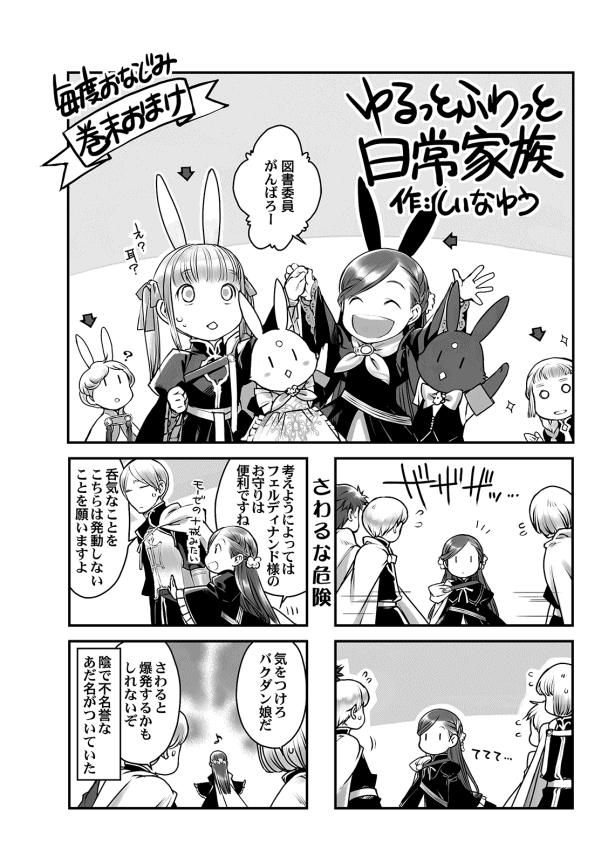 毎度おなじみ
巻末おまけ
ゆるっとふわっと
日常家族
作:しいなゆう
図書委員
がんばろー
え?
耳?
?
さわるな危険
ザザザッ…
ててて…
考えようによっては
フェルディナンド様の
お守りは
便利ですね
モーゼの十戒みたい
呑気なことを
こちらは発動しない
ことを願いますよ
気をつけろ
バクダン娘だ
さわると
爆発するかも
しれないぞ
陰で不名誉な
あだ名がついていた